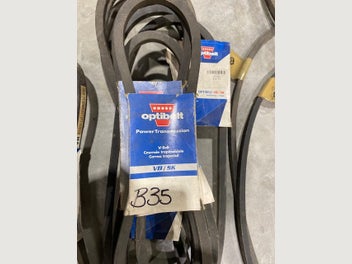 optibelt
Power Transmission
V-Belt
Courroie trapézoïdale
Correa trapecial
VB / SK
B35
optibelt